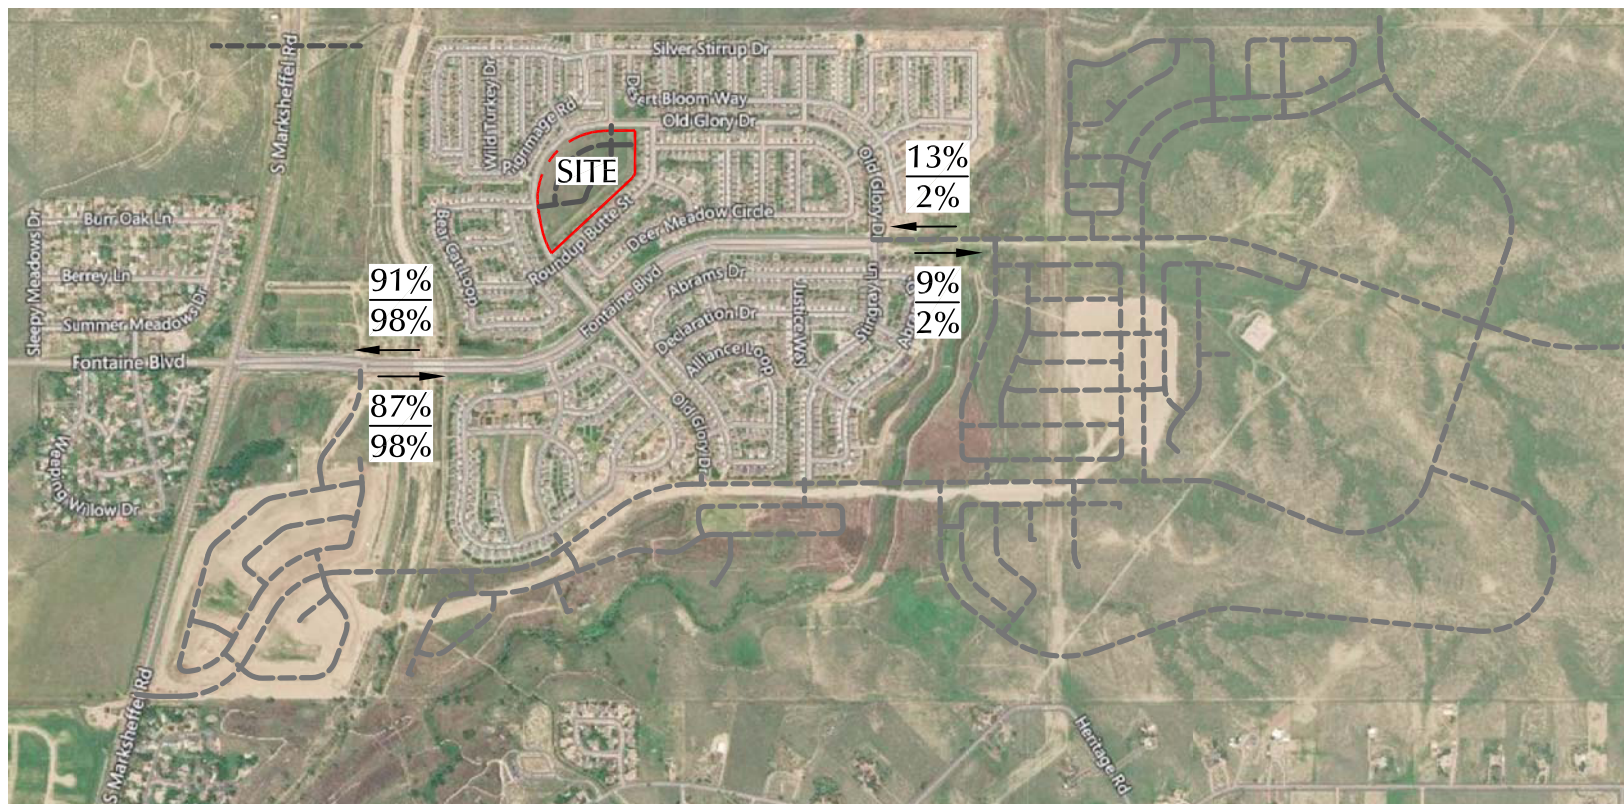 Silver Stirrup Dr
S Marksheffel Rd
Wild Turkey Dr
Desert Bloom Way
Pilgrimage Rd
Old Glory Dr
SITE
Old Glory Dr
13%
2%
Sleepy Meadows Dr
Burr Oak Ln
Bear Cat Loop
Roundup Butte St
Deer Meadow Circle
Berrey Ln
91%
98%
Fontaine Blvd
Abrams Dr
9%
2%
Summer Meadows Dr
Declaration Dr
Justice Way
Stingray Ln
Fontaine Blvd
Alliance Loop
87%
98%
Old Glory Dr
Weeping Willow Dr
S Marksheffel Rd
Heritage Rd